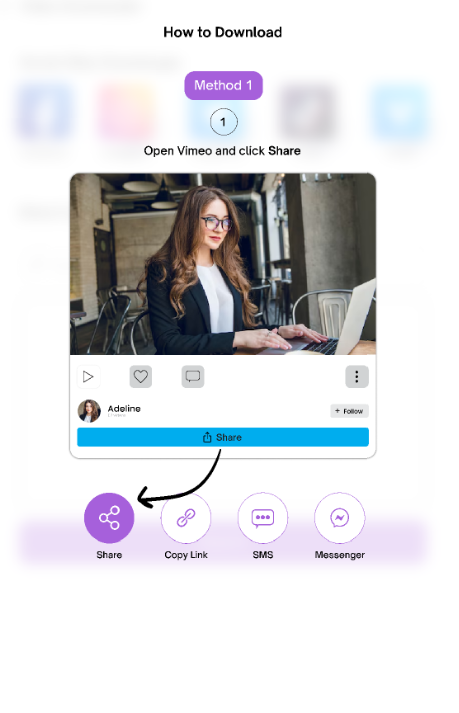 How to Download
Method 1
1
Open Vimeo and click Share
Adeline
+ Follow
Share
Share
Copy Link
SMS
Messenger